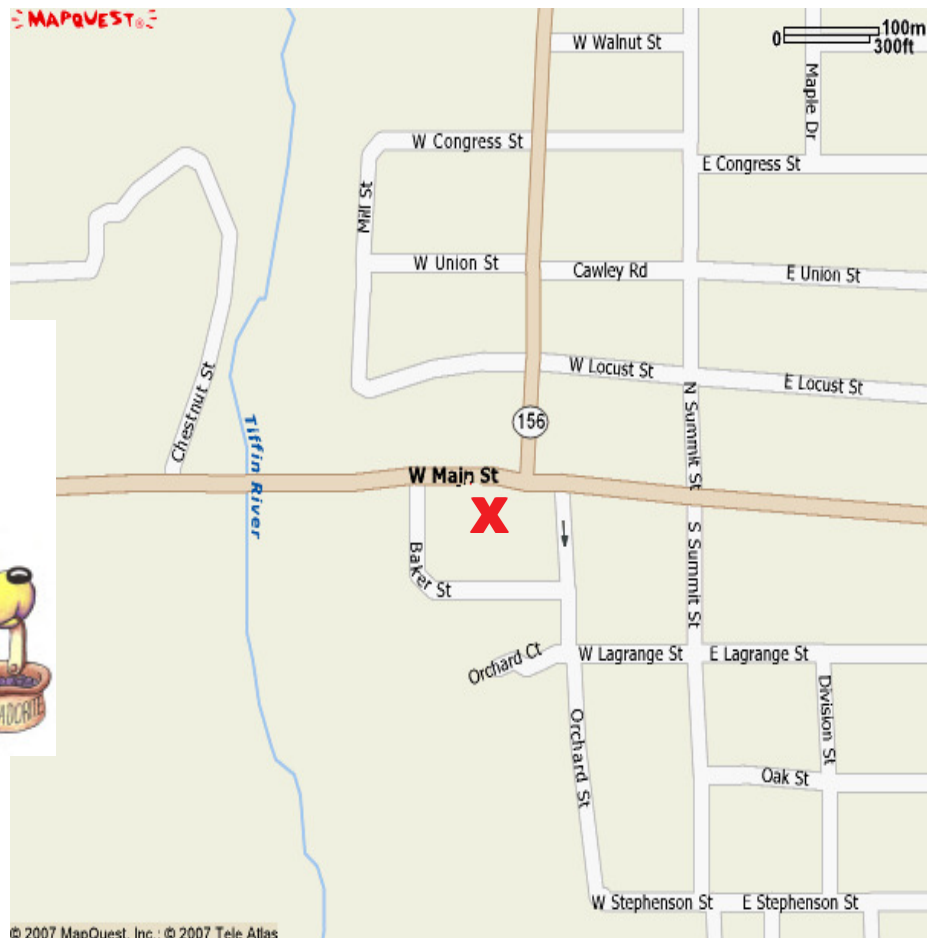 MAPQUEST®
0 100m
300ft
W Walnut St
Maple Dr
W Congress St
E Congress St
Mill St
W Union St
Cawley Rd
E Union St
W Locust St
E Locust St
Chestnut St
156
N Summit St
Tiffin River
W Main St
X
S Summit St
Baker St
Orchard Ct
W Lagrange St
E Lagrange St
Division St
Orchard St
Oak St
W Stephenson St
E Stephenson St
© 2007 MapQuest, Inc.; © 2007 Tele Atlas